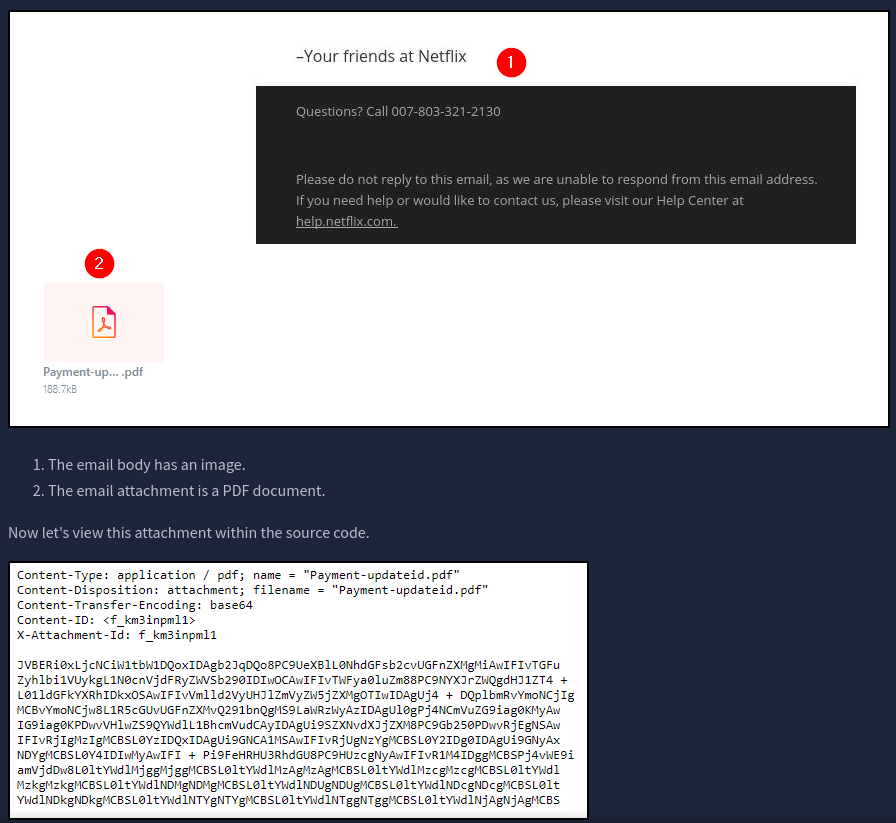 –Your friends at Netflix
1
Questions? Call 007-803-321-2130
Please do not reply to this email, as we are unable to respond from this email address.
If you need help or would like to contact us, please visit our Help Center at
help.netflix.com.
2
Payment-up... .pdf
188.7kB
1. The email body has an image.
2. The email attachment is a PDF document.
Now let's view this attachment within the source code.
Content-Type: application / pdf; name = "Payment-updateid.pdf"
Content-Disposition: attachment; filename = "Payment-updateid.pdf"
Content-Transfer-Encoding: base64
Content-ID: <f_km3inpml1>
X-Attachment-Id: f_km3inpml1
JVBERi0xLjcNCiW1tbW1DQoxIDAgb2JqDQo8PC9UeXBlL0NhdGFsb2cvUGFnZXMgMiAwIFIvTGFu
Zyhlbi1VUykgL1N0cnVjdFRyZWVSb290IDIwOCAwIFIvTWFya0luZm88PC9NYXJrZWQgdHJ1ZT4 +
L01ldGFkYXRhIDkxOSAwIFIvVmlld2VyUHJlZmVyZW5jZXMgOTIwIDAgUj4 + DQplbmRvYmoNCjIg
MCBvYmoNCjw8L1R5cGUvUGFnZXMvQ291bnQgMS9LaWRzWyAzIDAgUl0gPj4NCmVuZG9iag0KMyAw
IG9iag0KPDwvVHlwZS9QYWdlL1BhcmVudCAyIDAgUi9SZXNvdXJjZXM8PC9Gb250PDwvRjEgNSAw
IFIvRjIgMzIgMCBSL0YzIDQxIDAgUi9GNCA1MSAwIFIvRjUgNzYgMCBSL0Y2IDg0IDAgUi9GNyAx
NDYgMCBSL0Y4IDIwMyAwIFI + Pi9FeHRHU3RhdGU8PC9HUzcgNyAwIFIvR1M4IDggMCBSPj4vWE9i
amVjdDw8L0ltYWdlMjggMjggMCBSL0ltYWdlMzAgMzAgMCBSL0ltYWdlMzcgMzcgMCBSL0ltYWdl
MzkgMzkgMCBSL0ltYWdlNDMgNDMgMCBSL0ltYWdlNDUgNDUgMCBSL0ltYWdlNDcgNDcgMCBSL0lt
YWdlNDkgNDkgMCBSL0ltYWdlNTYgNTYgMCBSL0ltYWdlNTggNTggMCBSL0ltYWdlNjAgNjAgMCBS